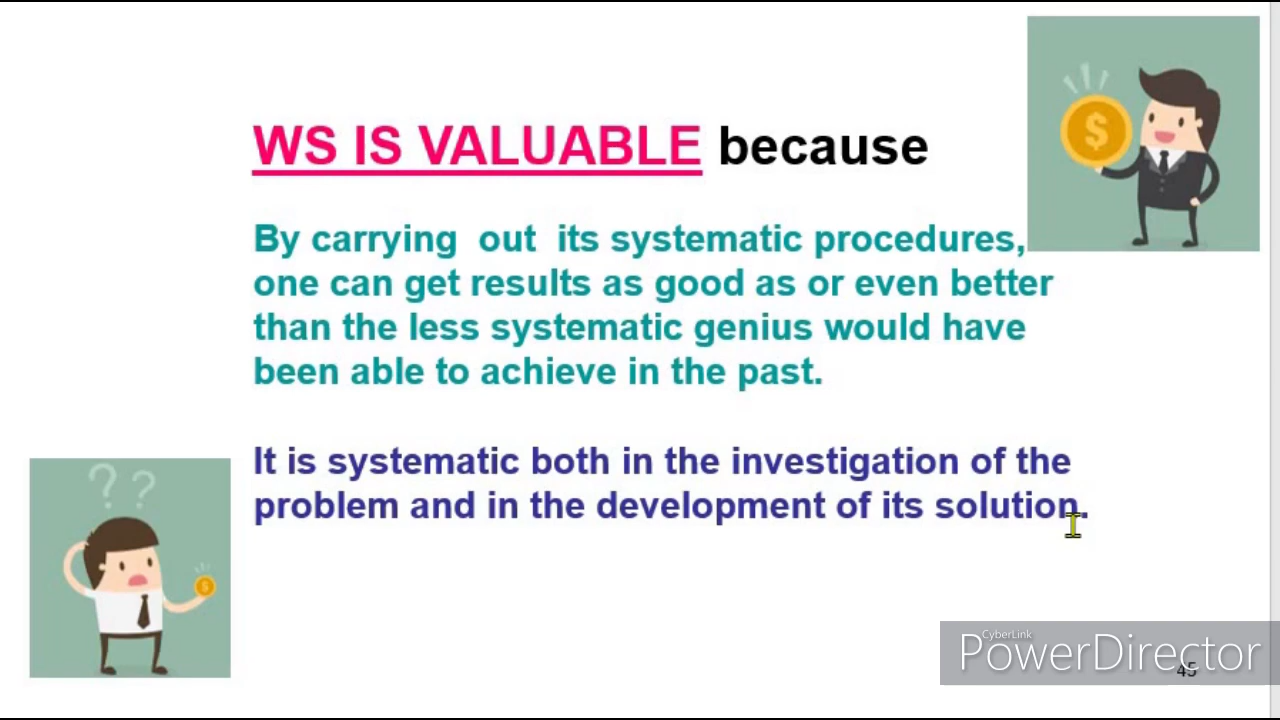 WS IS VALUABLE because
$
By carrying out its systematic procedures,
one can get results as good as or even better
than the less systematic genius would have
been able to achieve in the past.
It is systematic both in the investigation of the
problem and in the development of its solution.
? ?
$
CyberLink
PowerDirector
45